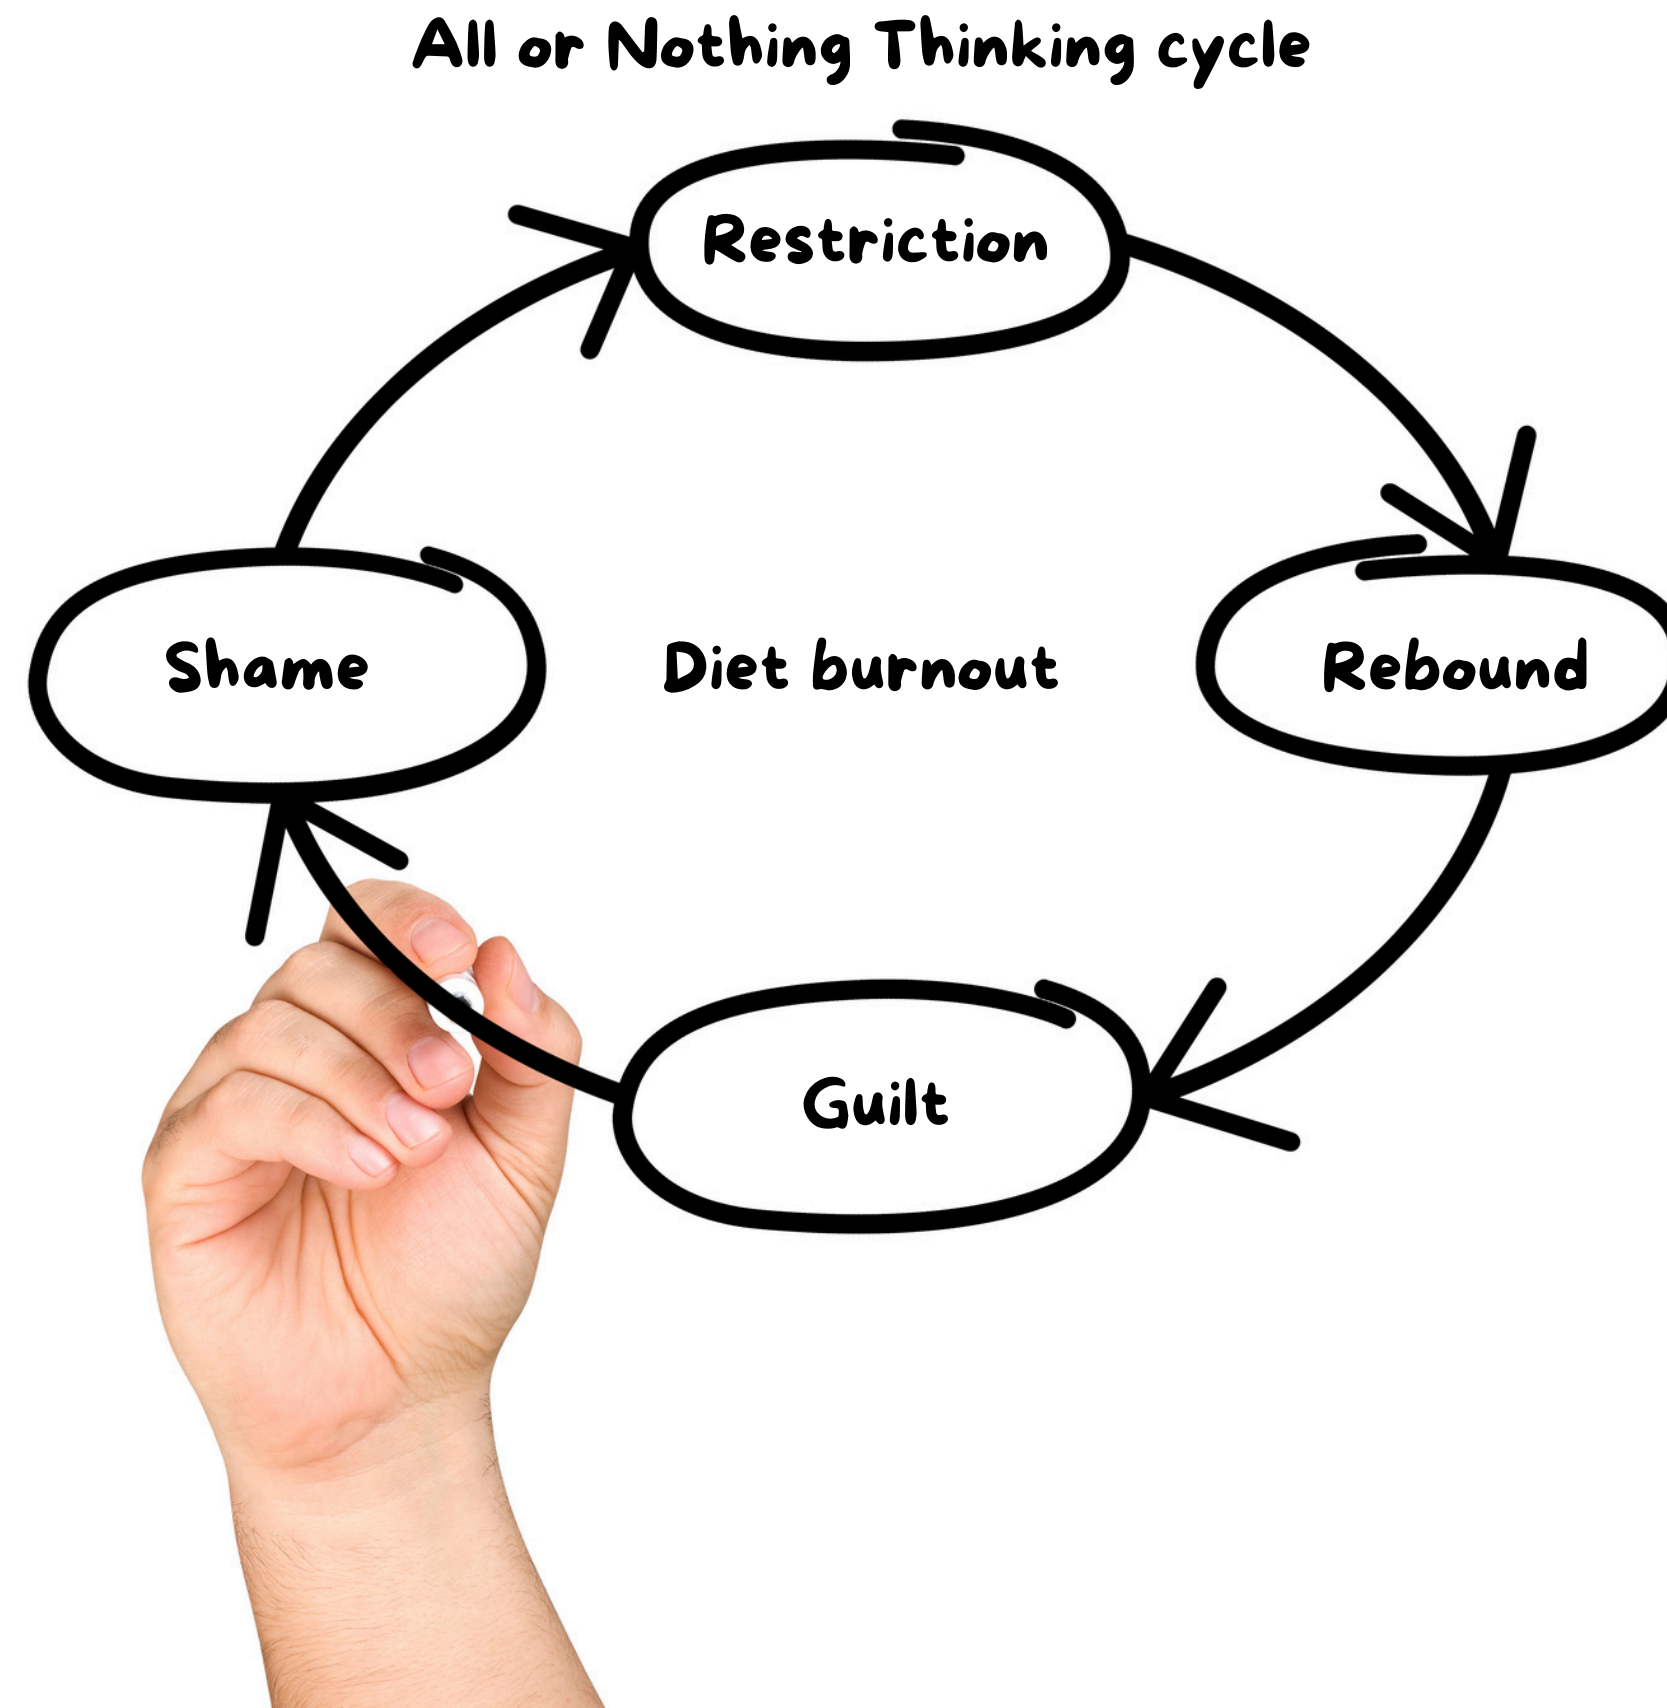 All or Nothing Thinking cycle
Restriction
Shame
Diet burnout
Rebound
Guilt